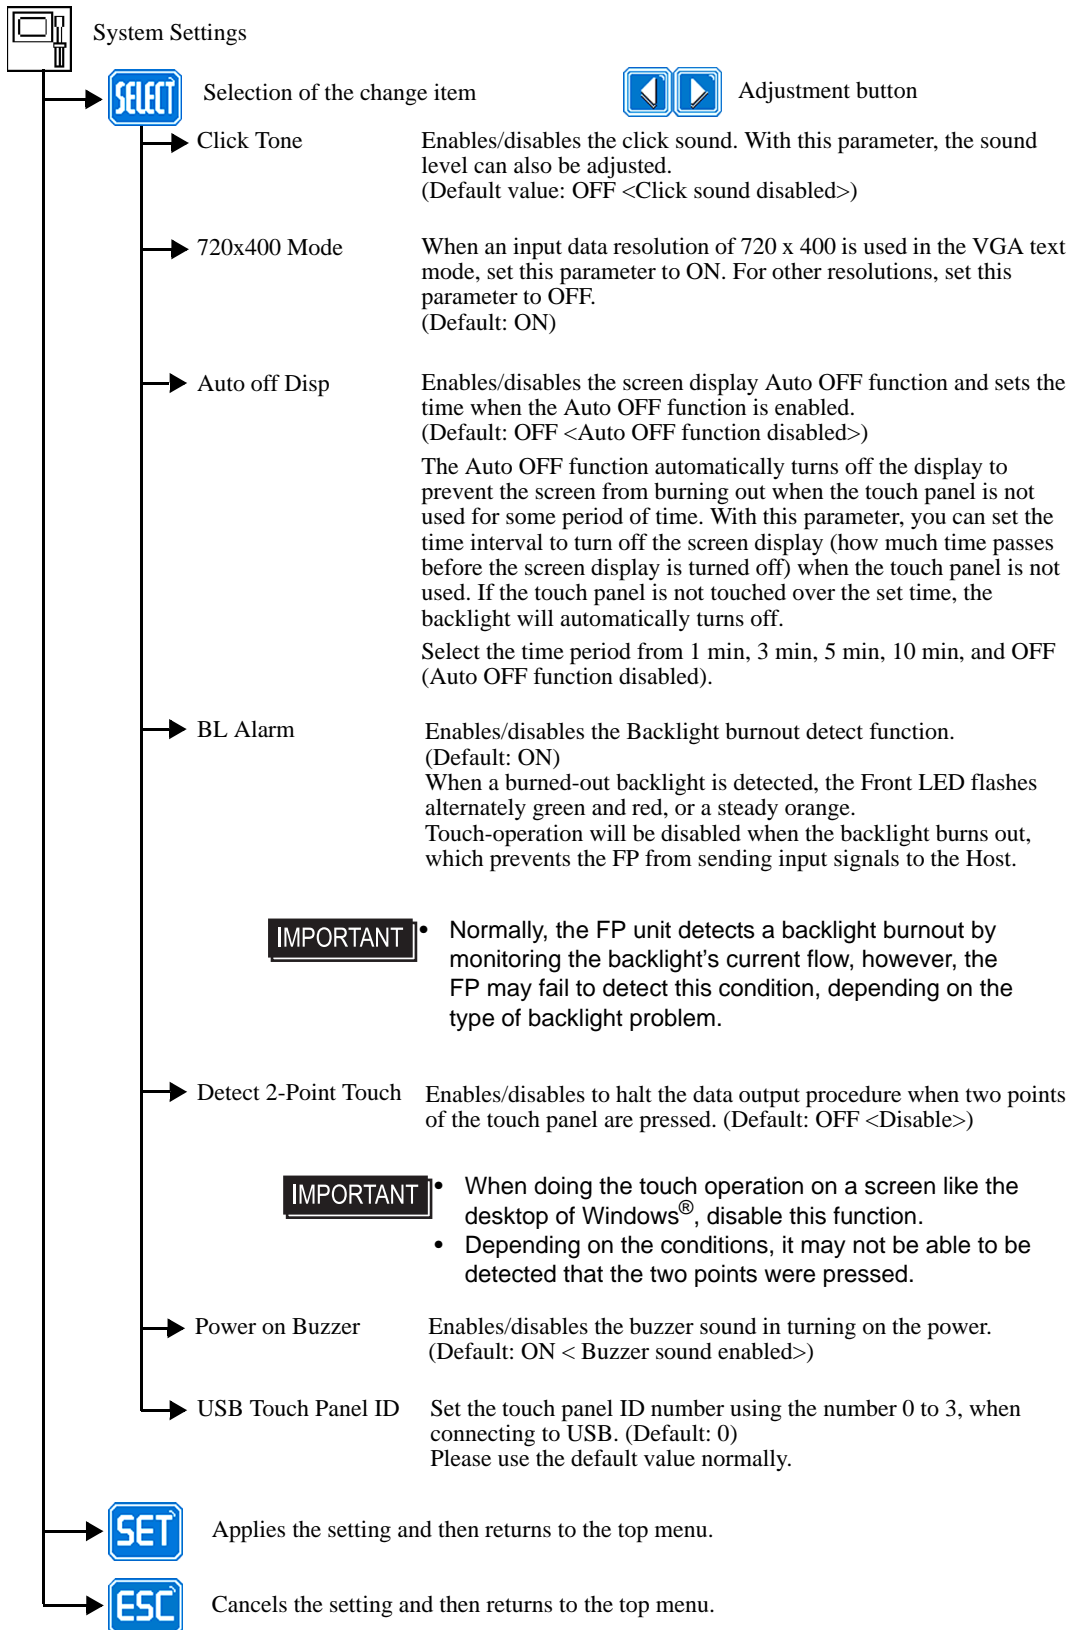 System Settings
SELECT Selection of the change item Adjustment button
Click Tone Enables/disables the click sound. With this parameter, the sound
level can also be adjusted.
(Default value: OFF <Click sound disabled>)
720x400 Mode When an input data resolution of 720 x 400 is used in the VGA text
mode, set this parameter to ON. For other resolutions, set this
parameter to OFF.
(Default: ON)
Auto off Disp Enables/disables the screen display Auto OFF function and sets the
time when the Auto OFF function is enabled.
(Default: OFF <Auto OFF function disabled>)
The Auto OFF function automatically turns off the display to
prevent the screen from burning out when the touch panel is not
used for some period of time. With this parameter, you can set the
time interval to turn off the screen display (how much time passes
before the screen display is turned off) when the touch panel is not
used. If the touch panel is not touched over the set time, the
backlight will automatically turns off.
Select the time period from 1 min, 3 min, 5 min, 10 min, and OFF
(Auto OFF function disabled).
BL Alarm Enables/disables the Backlight burnout detect function.
(Default: ON)
When a burned-out backlight is detected, the Front LED flashes
alternately green and red, or a steady orange.
Touch-operation will be disabled when the backlight burns out,
which prevents the FP from sending input signals to the Host.
IMPORTANT • Normally, the FP unit detects a backlight burnout by
monitoring the backlight's current flow, however, the
FP may fail to detect this condition, depending on the
type of backlight problem.
Detect 2-Point Touch Enables/disables to halt the data output procedure when two points
of the touch panel are pressed. (Default: OFF <Disable>)
IMPORTANT • When doing the touch operation on a screen like the
desktop of Windows®, disable this function.
• Depending on the conditions, it may not be able to be
detected that the two points were pressed.
Power on Buzzer Enables/disables the buzzer sound in turning on the power.
(Default: ON < Buzzer sound enabled>)
USB Touch Panel ID Set the touch panel ID number using the number 0 to 3, when
connecting to USB. (Default: 0)
Please use the default value normally.
SET Applies the setting and then returns to the top menu.
ESC Cancels the setting and then returns to the top menu.